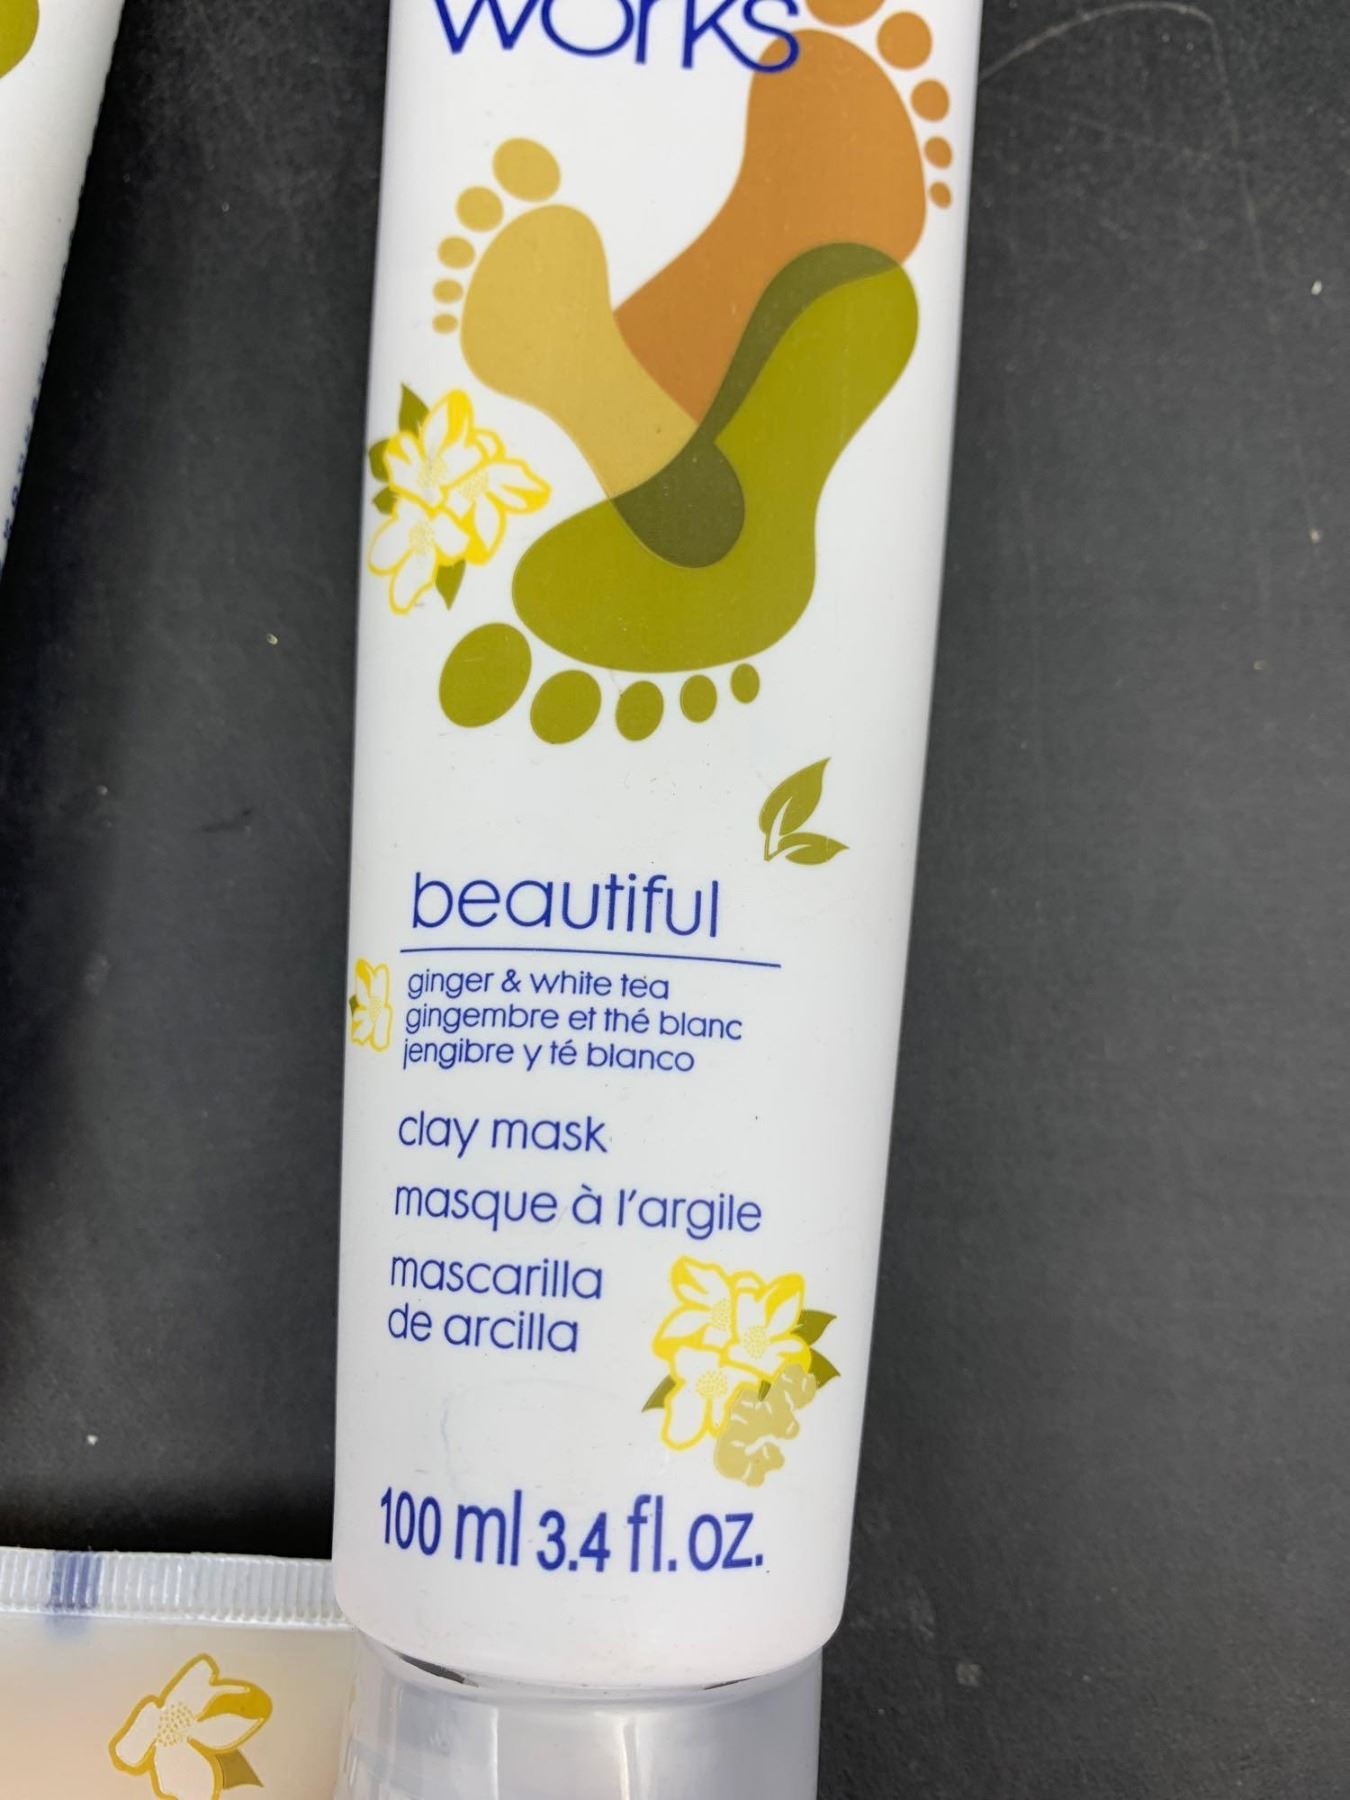 works
beautiful
ginger & white tea
gingembre et thé blanc
jengibre y té blanco
clay mask
masque à l'argile
mascarilla
de arcilla
100 ml 3.4 fl. oz.